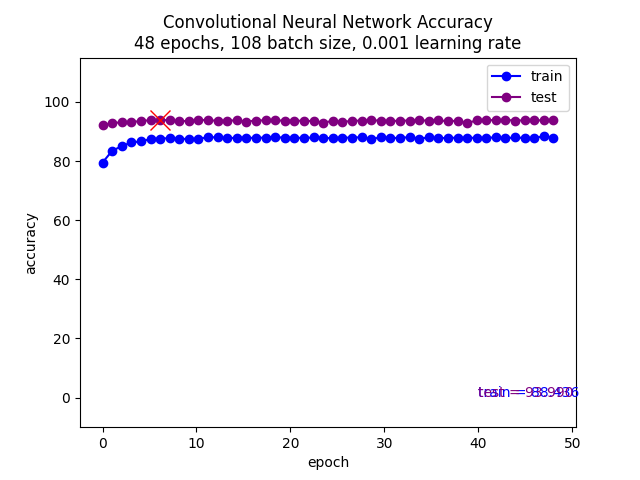 Convolutional Neural Network Accuracy
48 epochs, 108 batch size, 0.001 learning rate
train
test
100
80
60
40
20
0
accuracy
0 10 20 30 40 50
epoch